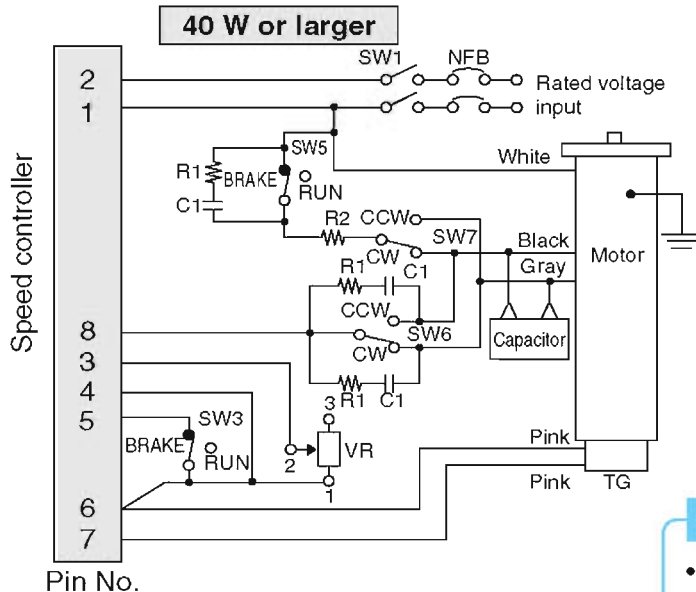 40 W or larger
SW1 NFB
2
Rated voltage
1
input
SW5
White
R1 BRAKE RUN
C1
R2 CCW SW7 Black
CW C1 Gray Motor
R1
CCW
8
SW6 Capacitor
CW
3
R1 C1
4
5 SW3 3
BRAKE RUN 2 VR Pink
1
Pink TG
6
7
Speed controller
Pin No.